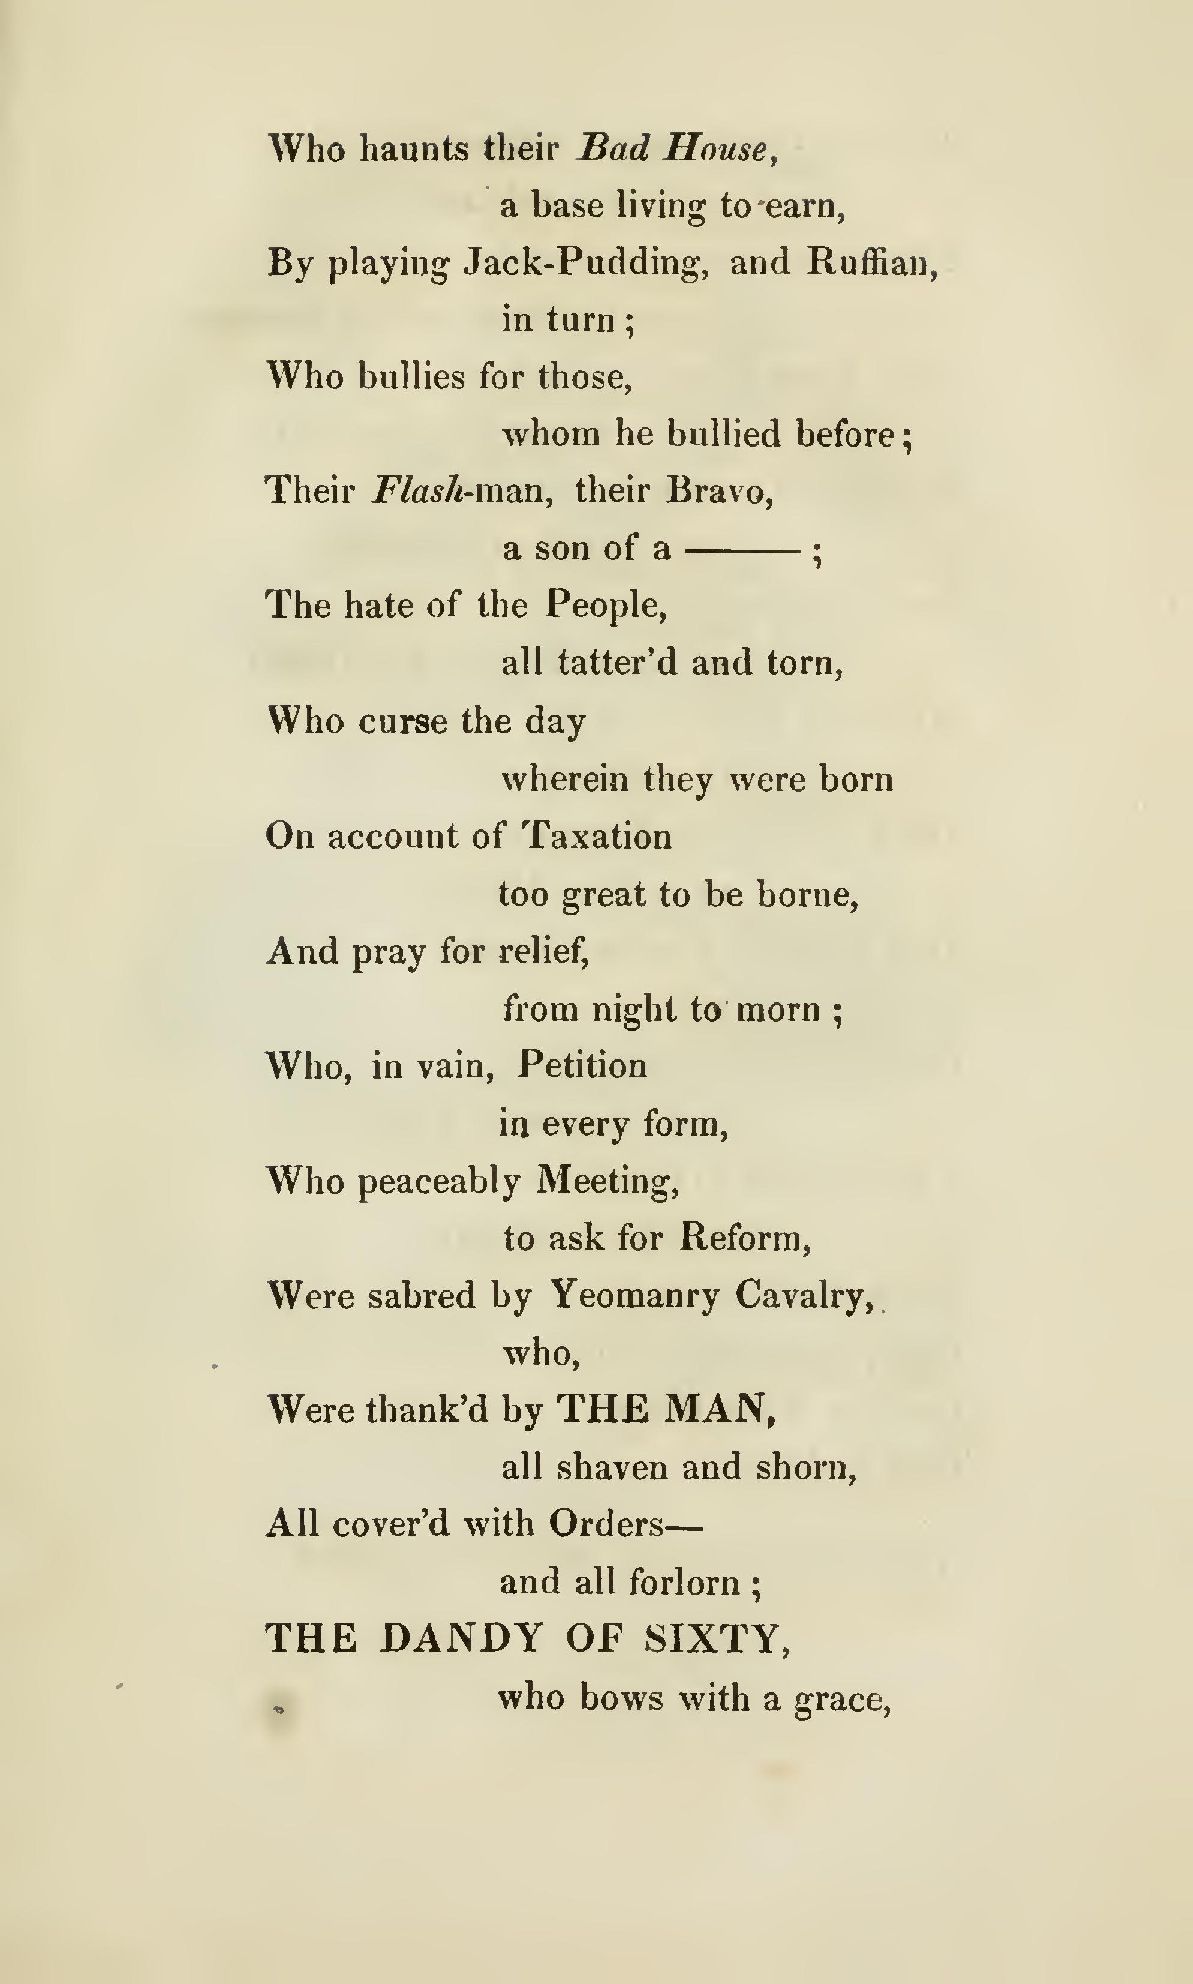 Who haunts their Bad House,
a base living to earn,
By playing Jack-Pudding, and Ruffian,
in turn ;
Who bullies for those,
whom he bullied before ;
Their Flash-man, their Bravo,
a son of a ——— ;
The hate of the People,
all tatter'd and torn,
Who curse the day
wherein they were born
On account of Taxation
too great to be borne,
And pray for relief,
from night to morn ;
Who, in vain, Petition
in every form,
Who peaceably Meeting,
to ask for Reform,
Were sabred by Yeomanry Cavalry,
who,
Were thank'd by THE MAN,
all shaven and shorn,
All cover'd with Orders—
and all forlorn ;
THE DANDY OF SIXTY,
who bows with a grace,